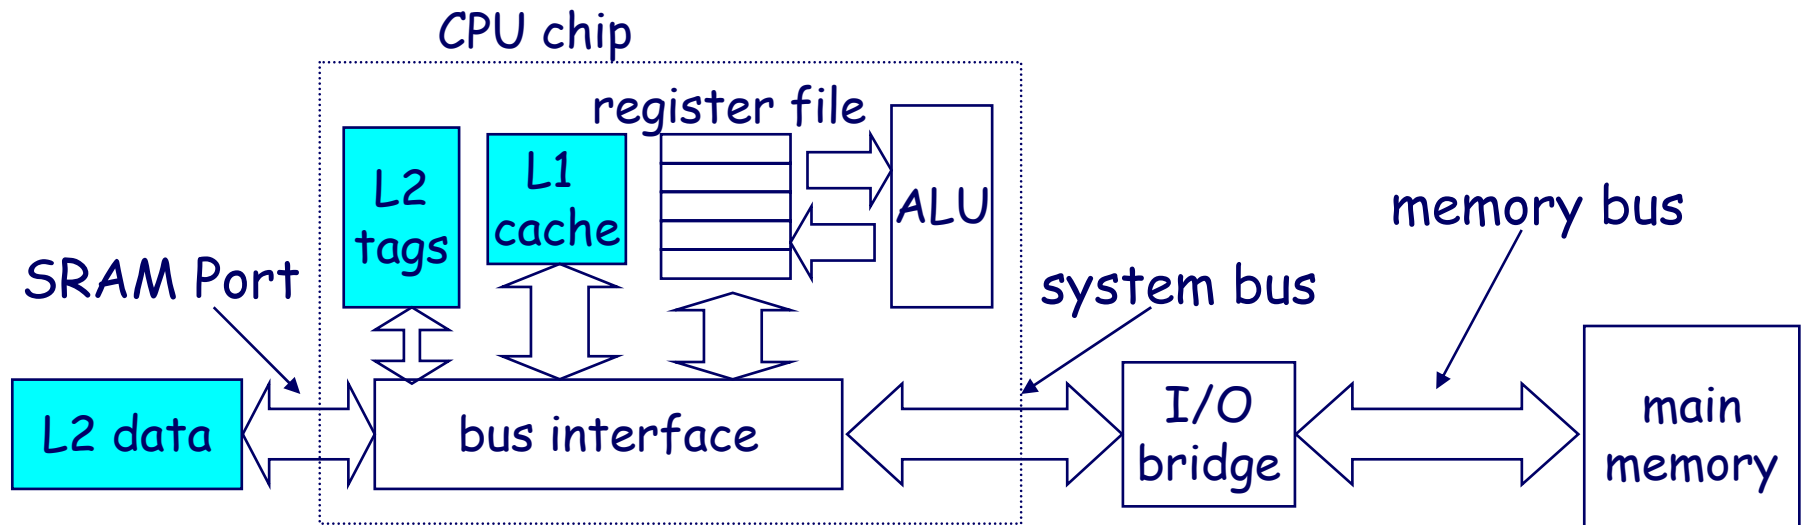 CPU chip
register file
L2
tags
L1
cache
ALU
memory bus
SRAM Port
system bus
L2 data
bus interface
I/O
bridge
main
memory